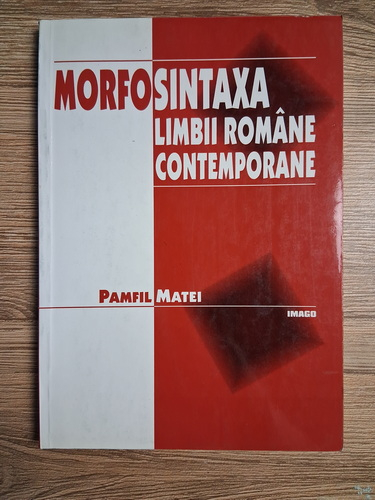 MORFOSINTAXA
LIMBII ROMÂNE
CONTEMPORANE
PAMFIL MATEI
IMAGO